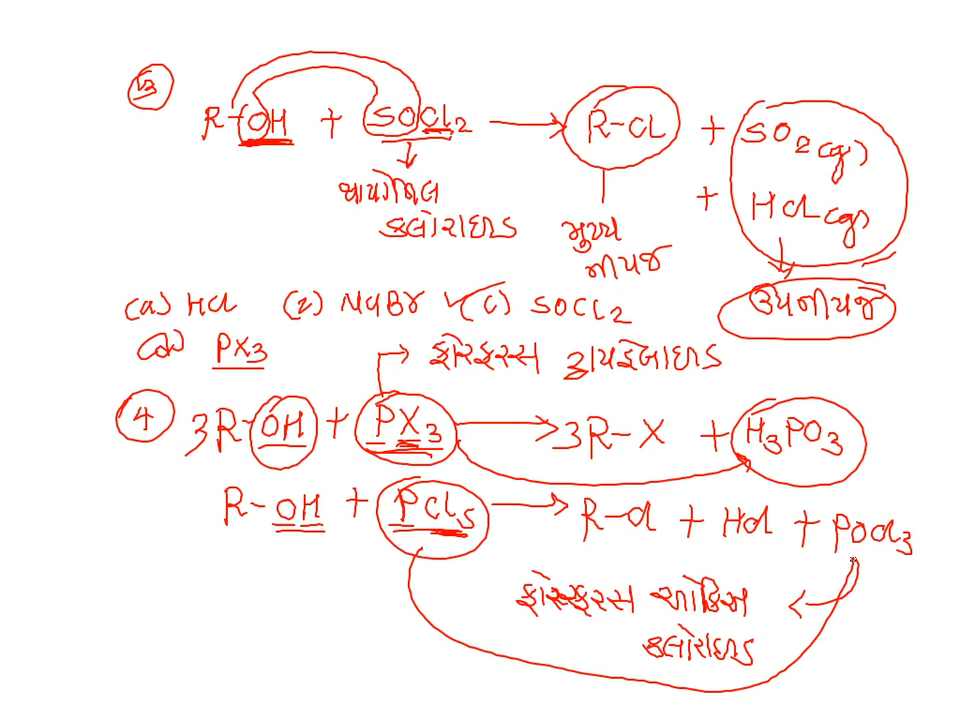 3 R-OH + SOCl2 → R-Cl + SO2(g)
+ HCl(g)
થાયોનિલ ક્લોરાઇડ
મુખ્ય નીપજ
ઉપનીપજ
(a) HCl (2) NaBr ✓(c) SOCl2
PX3
ફોસ્ફરસ ટ્રાયહેલાઇડ
4 3R-OH + PX3 → 3R-X + H3PO3
R-OH + PCl5 → R-Cl + HCl + POCl3
ફોસ્ફરસ ઓક્સિ
ક્લોરાઇડ